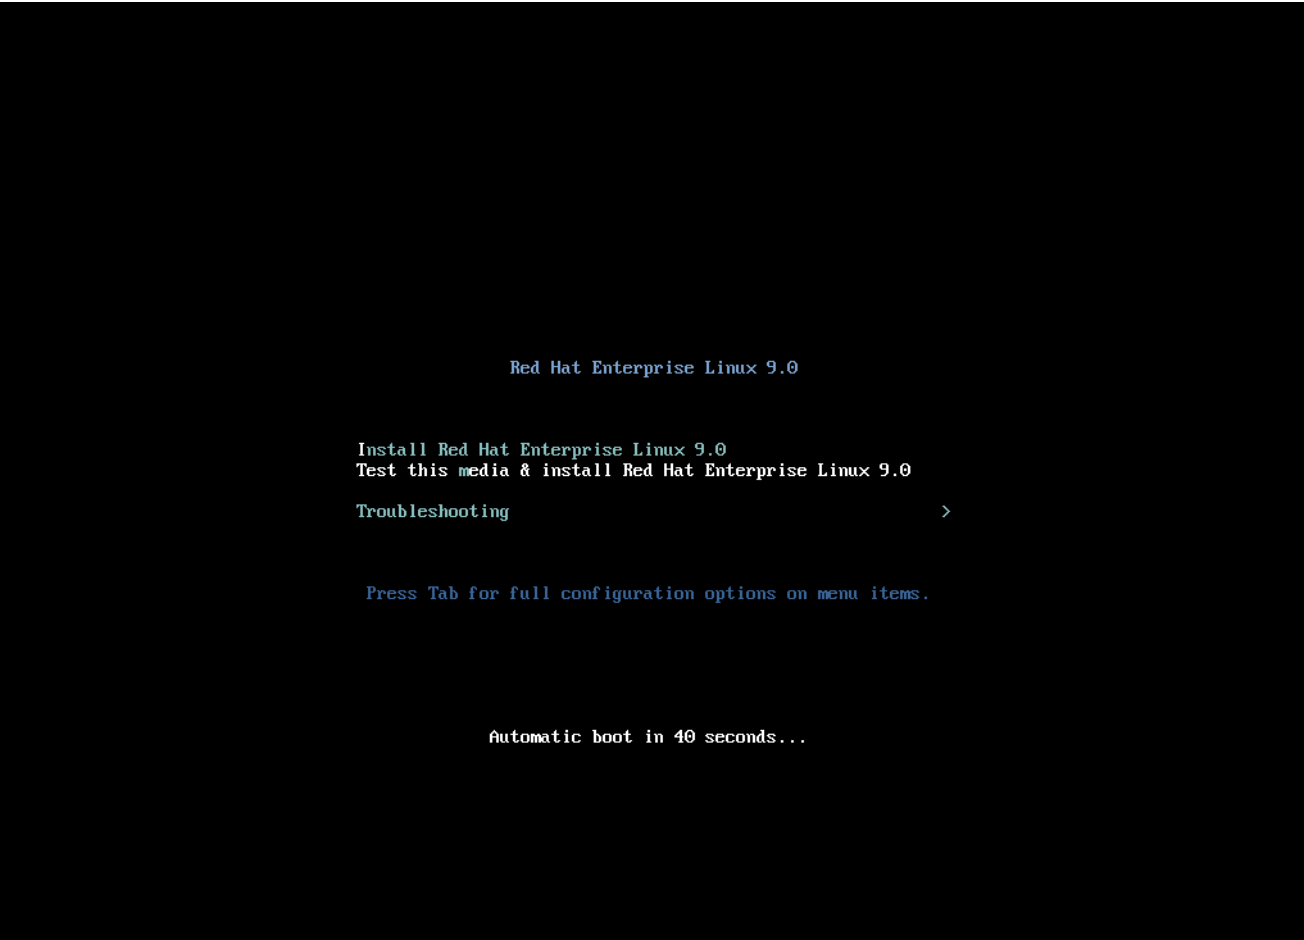 Red Hat Enterprise Linux 9.0
Install Red Hat Enterprise Linux 9.0
Test this media & install Red Hat Enterprise Linux 9.0
Troubleshooting >
Press Tab for full configuration options on menu items.
Automatic boot in 40 seconds...